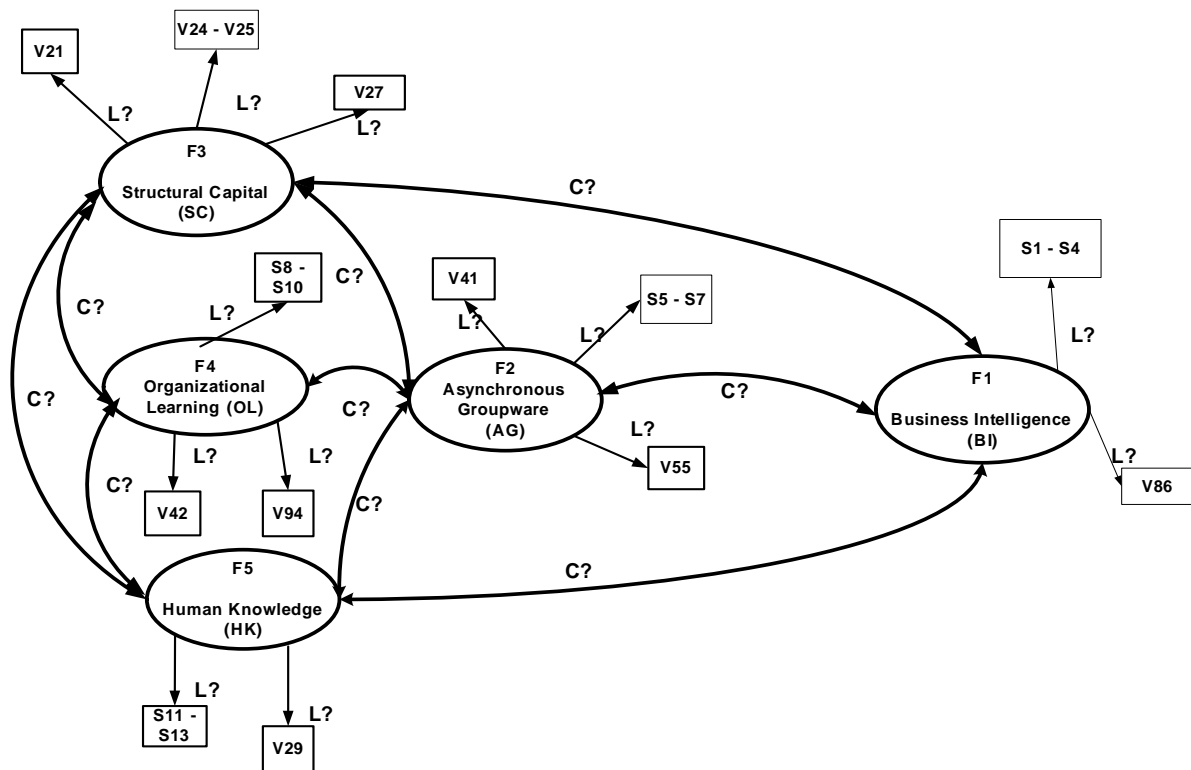 V24 - V25
V21
V27
L?
L?
L?
F3
Structural Capital
(SC)
C?
S1 - S4
S8 -
S10
V41
S5 - S7
C?
C?
L?
L?
L?
L?
F4
Organizational
Learning (OL)
F2
Asynchronous
Groupware
(AG)
F1
Business Intelligence
(BI)
C?
C?
C?
L?
L?
L?
L?
C?
V55
V86
V42
V94
C?
F5
Human Knowledge
(HK)
C?
L?
L?
S11 -
S13
V29